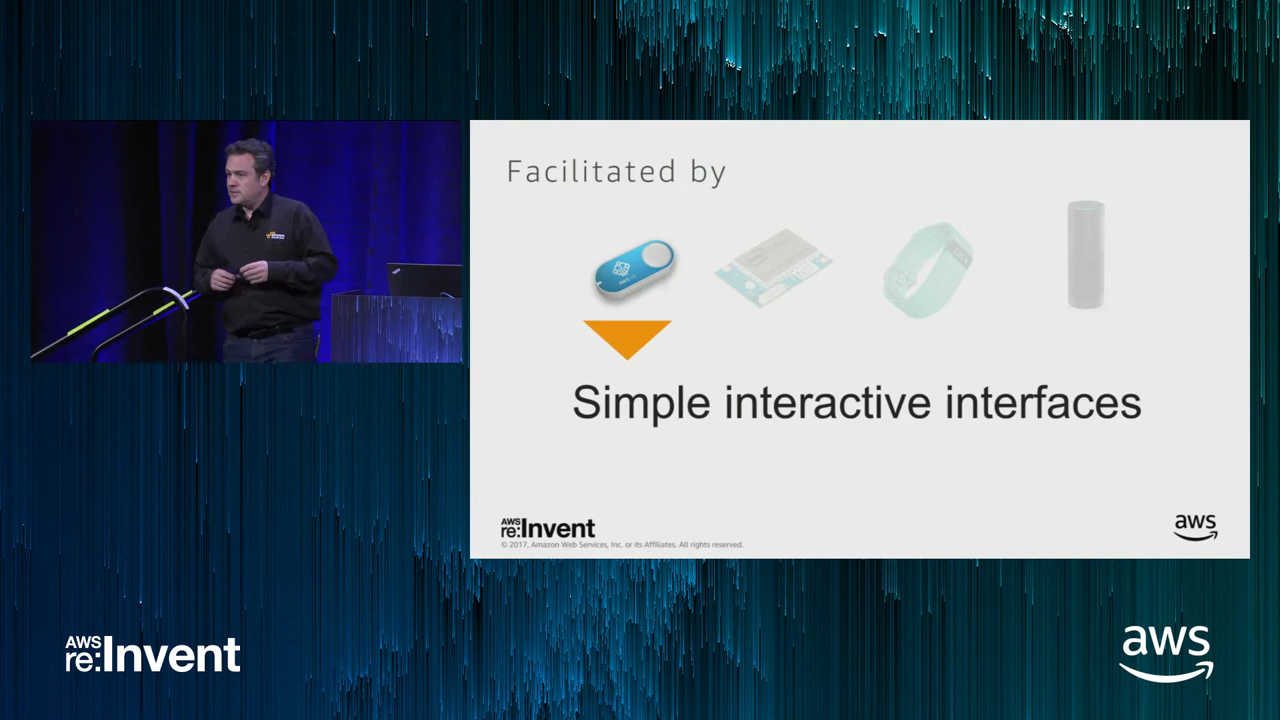 Facilitated by
Simple interactive interfaces
AWS
re:Invent
© 2017, Amazon Web Services, Inc. or its Affiliates. All rights reserved.
aws
AWS
re:Invent
aws